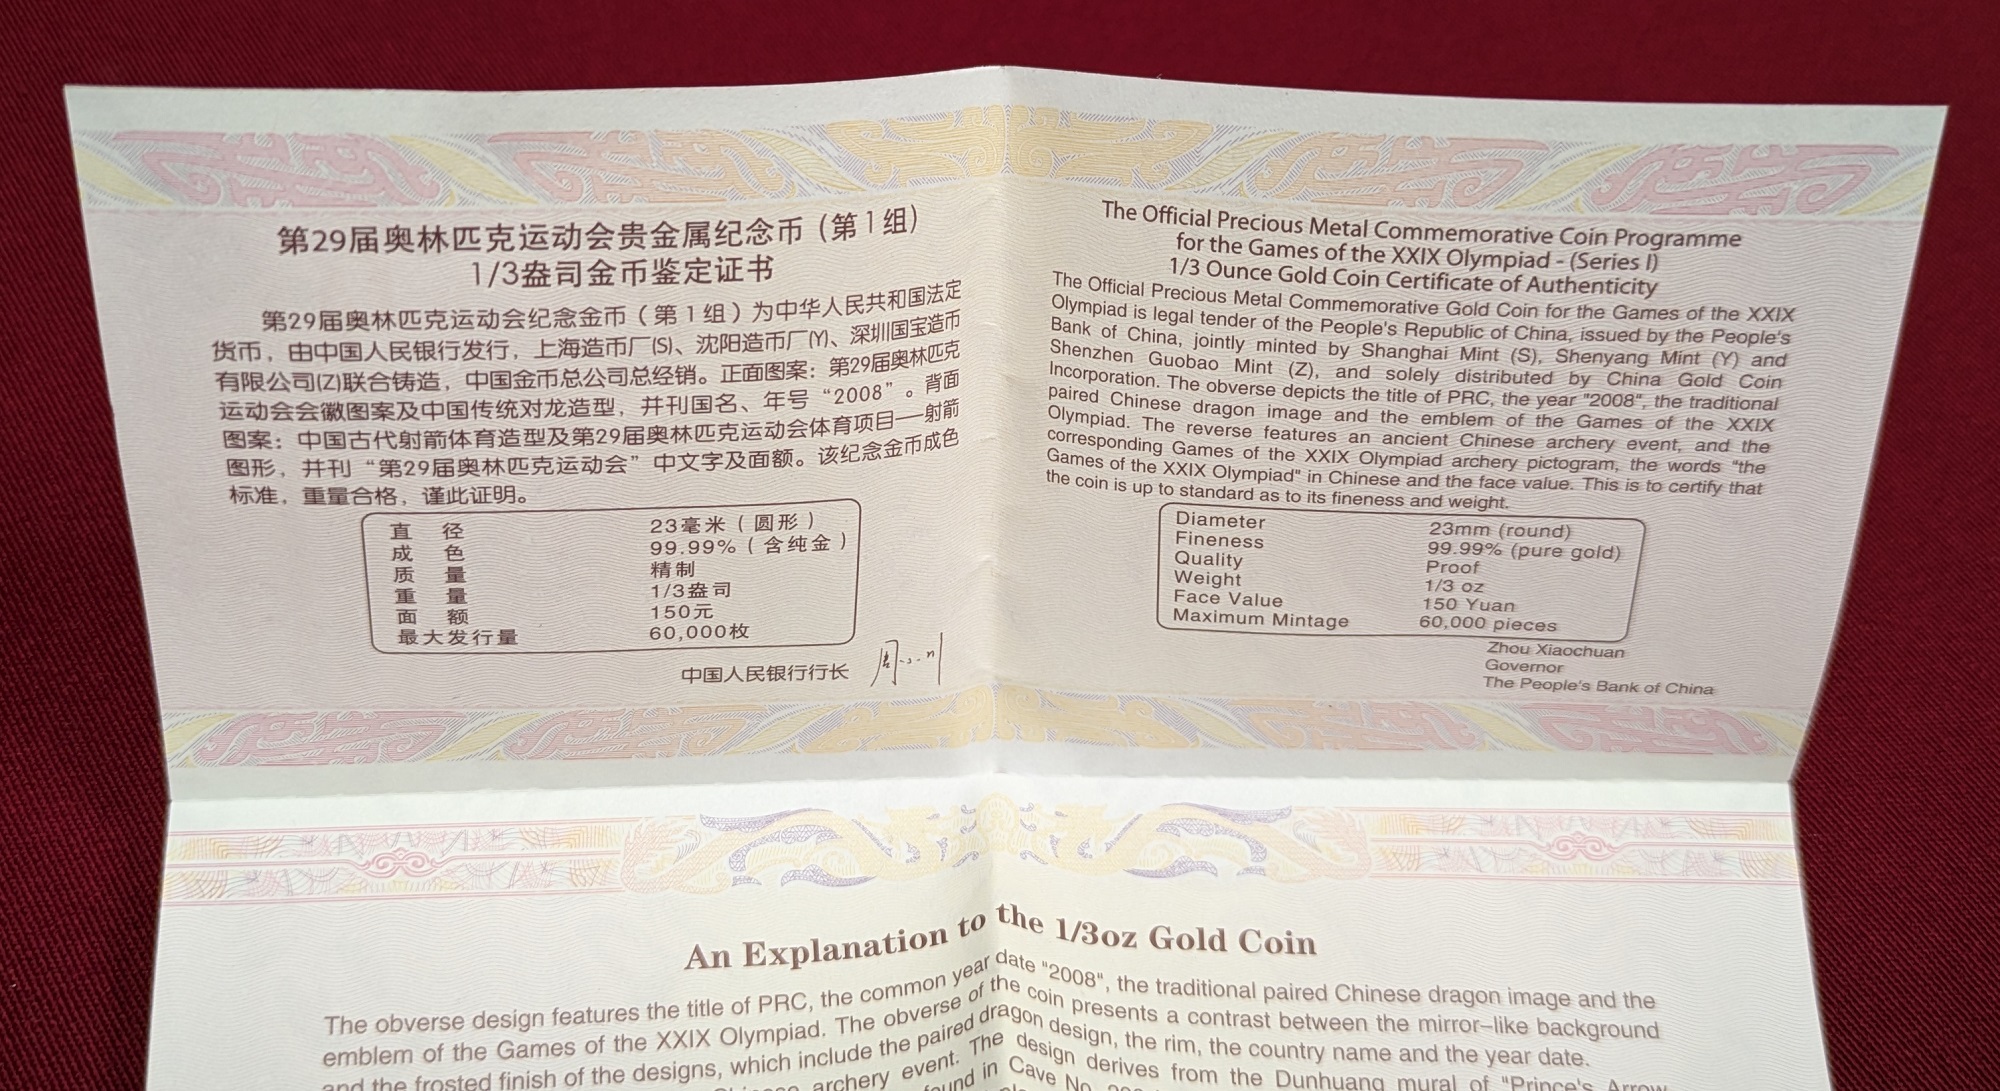 第29届奥林匹克运动会贵金属纪念币（第1组）
1/3盎司金币鉴定证书
第29届奥林匹克运动会纪念金币（第1组）为中华人民共和国法定
货币，由中国人民银行发行，上海造币厂(S)、沈阳造币厂(Y)、深圳国宝造币
有限公司(Z)联合铸造，中国金币总公司总经销。正面图案：第29届奥林匹克
运动会会徽图案及中国传统对龙造型，并刊国名、年号“2008”。背面
图案：中国古代射箭体育造型及第29届奥林匹克运动会体育项目——射箭
图形，并刊“第29届奥林匹克运动会”中文字及面额。该纪念金币成色
标准，重量合格，谨此证明。
直 径 23毫米（圆形）
成 色 99.99%（含纯金）
质 量 精制
重 量 1/3盎司
面 额 150元
最大发行量 60,000枚
中国人民银行行长 周小川
The Official Precious Metal Commemorative Coin Programme
for the Games of the XXIX Olympiad - (Series I)
1/3 Ounce Gold Coin Certificate of Authenticity
The Official Precious Metal Commemorative Gold Coin for the Games of the XXIX
Olympiad is legal tender of the People's Republic of China, issued by the People's
Bank of China, jointly minted by Shanghai Mint (S), Shenyang Mint (Y) and
Shenzhen Guobao Mint (Z), and solely distributed by China Gold Coin
Incorporation. The obverse depicts the title of PRC, the year "2008", the traditional
paired Chinese dragon image and the emblem of the Games of the XXIX
Olympiad. The reverse features an ancient Chinese archery event, and the
corresponding Games of the XXIX Olympiad archery pictogram, the words "the
Games of the XXIX Olympiad" in Chinese and the face value. This is to certify that
the coin is up to standard as to its fineness and weight.
Diameter 23mm (round)
Fineness 99.99% (pure gold)
Quality Proof
Weight 1/3 oz
Face Value 150 Yuan
Maximum Mintage 60,000 pieces
Zhou Xiaochuan
Governor
The People's Bank of China
An Explanation to the 1/3oz Gold Coin
The obverse design features the title of PRC, the common year date "2008", the traditional paired Chinese dragon image and the
emblem of the Games of the XXIX Olympiad. The obverse of the coin presents a contrast between the mirror–like background
and the frosted finish of the designs, which include the paired dragon design, the rim, the country name and the year date.
archery event. The design derives from the Dunhuang mural of "Prince's Arrow
found in Cave No.